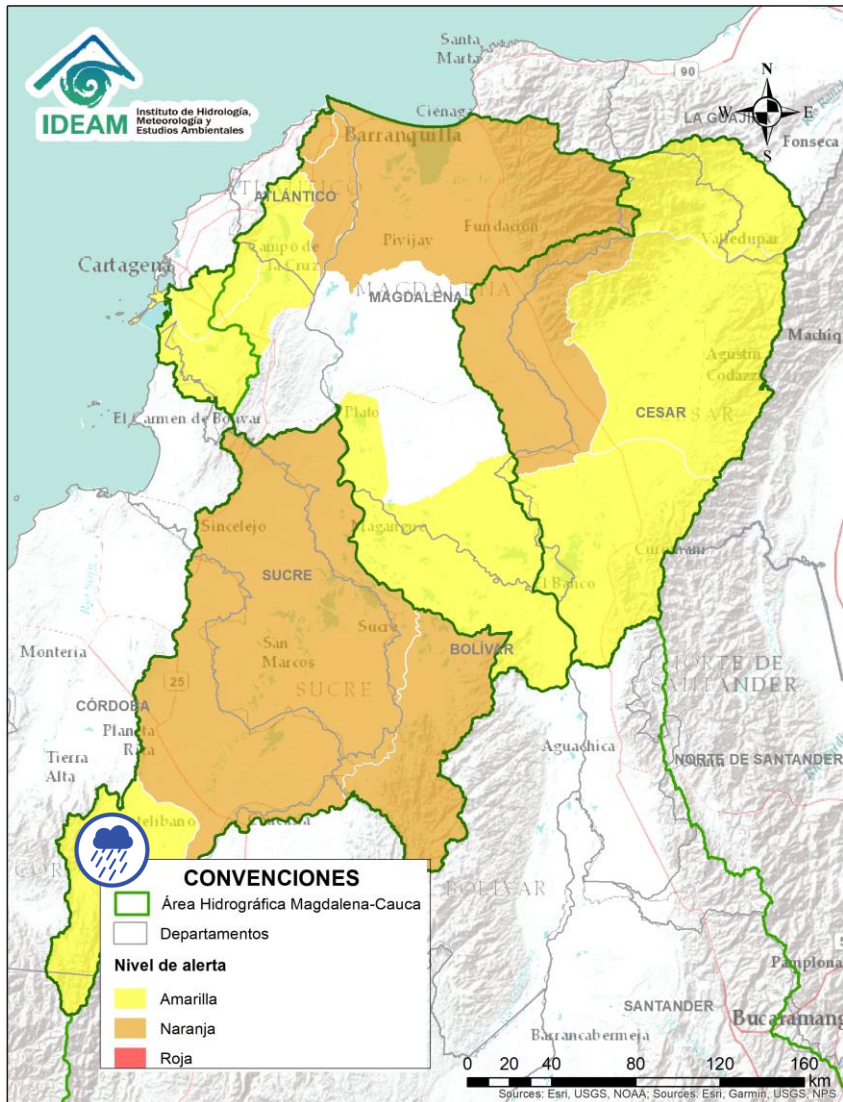 IDEAM
Instituto de Hidrología,
Meteorología y
Estudios Ambientales
Santa
Marta
90
N
W
E
S
Ciénaga
LA GUAJIRA
Fonseca
Barranquilla
ATLÁNTICO
Fundación
Pivijay
Valledupar
Campo de
la Cruz
Cartagena
MAGDALENA
MAGDALENA
Agustín
Codazzi
CESAR
CESAR
El Carmen de Bolívar
Plato
Sincelejo
Magangue
SUCRE
El Banco
Sucre
BOLÍVAR
San
Marcos
SUCRE
NORTE DE
SANTANDER
25
CÓRDOBA
Planeta
Rica
Tierra
Alta
Aguachica
NORTE DE SANTANDER
BOLÍVAR
CONVENCIONES
Área Hidrográfica Magdalena-Cauca
Departamentos
Nivel de alerta
Amarilla
Naranja
Roja
Pamplona
SANTANDER
Bucaramang
Barrancabermeja
0 20 40 80 120 160
km
Sources: Esri, USGS, NOAA; Sources: Esri, Garmin, USGS, NPS